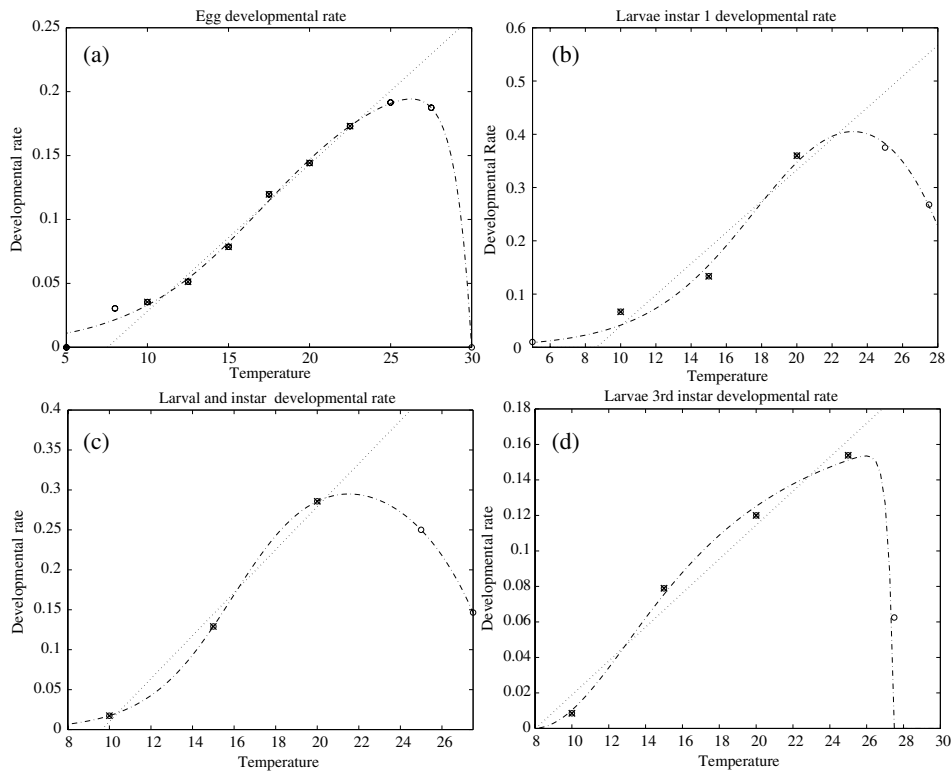 Egg developmental rate
(a)
Developmental rate
0.25
0.2
0.15
0.1
0.05
0
5 10 15 20 25 30
Temperature
Larvae instar 1 developmental rate
(b)
Developmental Rate
0.6
0.5
0.4
0.3
0.2
0.1
0
6 8 10 12 14 16 18 20 22 24 26 28
Temperature
Larval and instar developmental rate
(c)
Developmental rate
0.4
0.35
0.3
0.25
0.2
0.15
0.1
0.05
0
8 10 12 14 16 18 20 22 24 26
Temperature
Larvae 3rd instar developmental rate
(d)
Developmental rate
0.18
0.16
0.14
0.12
0.1
0.08
0.06
0.04
0.02
0
8 10 12 14 16 18 20 22 24 26 28 30
Temperature